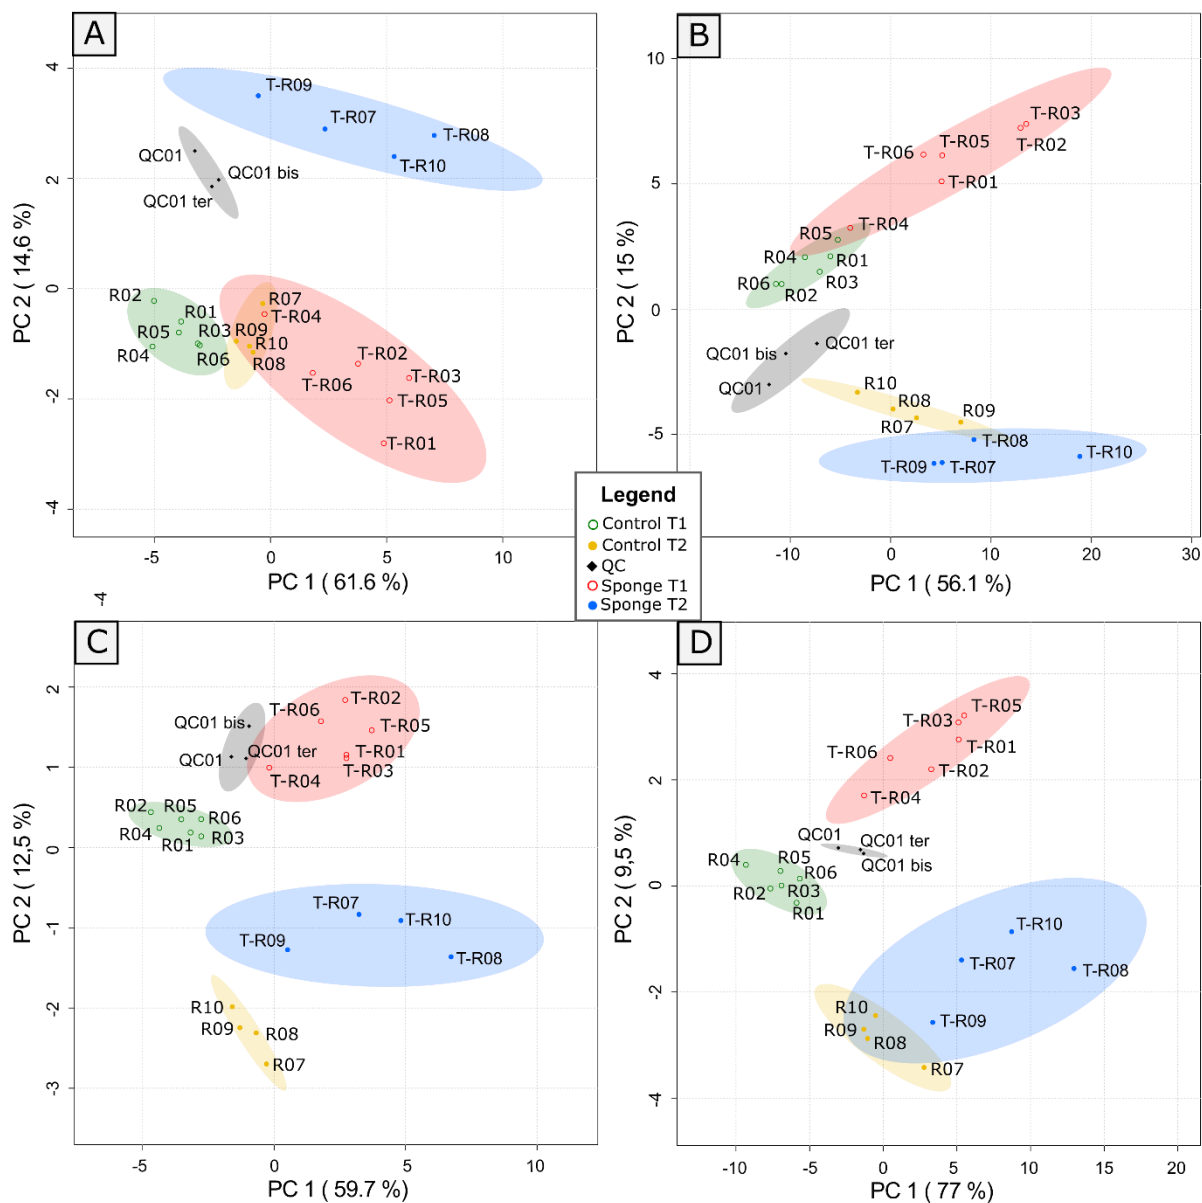 A
4
2
0
-2
-4
PC 2 ( 14,6 %)
T-R09
T-R07
T-R08
T-R10
QC01
QC01 bis
QC01 ter
R02
R01
R05
R03
R04
R06
R07
T-R04
R09
R10
R08
T-R02
T-R06
T-R03
T-R05
T-R01
-5
0
5
10
PC 1 ( 61.6 %)
-4
B
10
5
0
-5
PC 2 ( 15 %)
T-R03
T-R02
T-R05
T-R06
T-R01
T-R04
R05
R04
R01
R03
R06
R02
QC01 ter
QC01 bis
QC01
R10
R08
R09
R07
T-R08
T-R09
T-R07
T-R10
-10
0
10
20
30
PC 1 ( 56.1 %)
Legend
Control T1
Control T2
QC
Sponge T1
Sponge T2
C
2
1
0
-1
-2
-3
PC 2 ( 12,5 %)
T-R02
T-R06
QC01 bis
T-R05
QC01 ter
T-R01
QC01
T-R03
T-R04
R02
R05
R06
R04
R01
R03
T-R07
T-R10
T-R09
T-R08
R10
R09
R08
R07
-5
0
5
10
PC 1 ( 59.7 %)
D
4
2
0
-2
-4
PC 2 ( 9,5 %)
T-R05
T-R03
T-R01
T-R06
T-R02
T-R04
QC01
QC01 ter
QC01 bis
R04
R05
R06
R02
R03
R01
T-R10
T-R07
T-R08
R10
T-R09
R09
R08
R07
-10
-5
0
5
10
15
20
PC 1 ( 77 %)